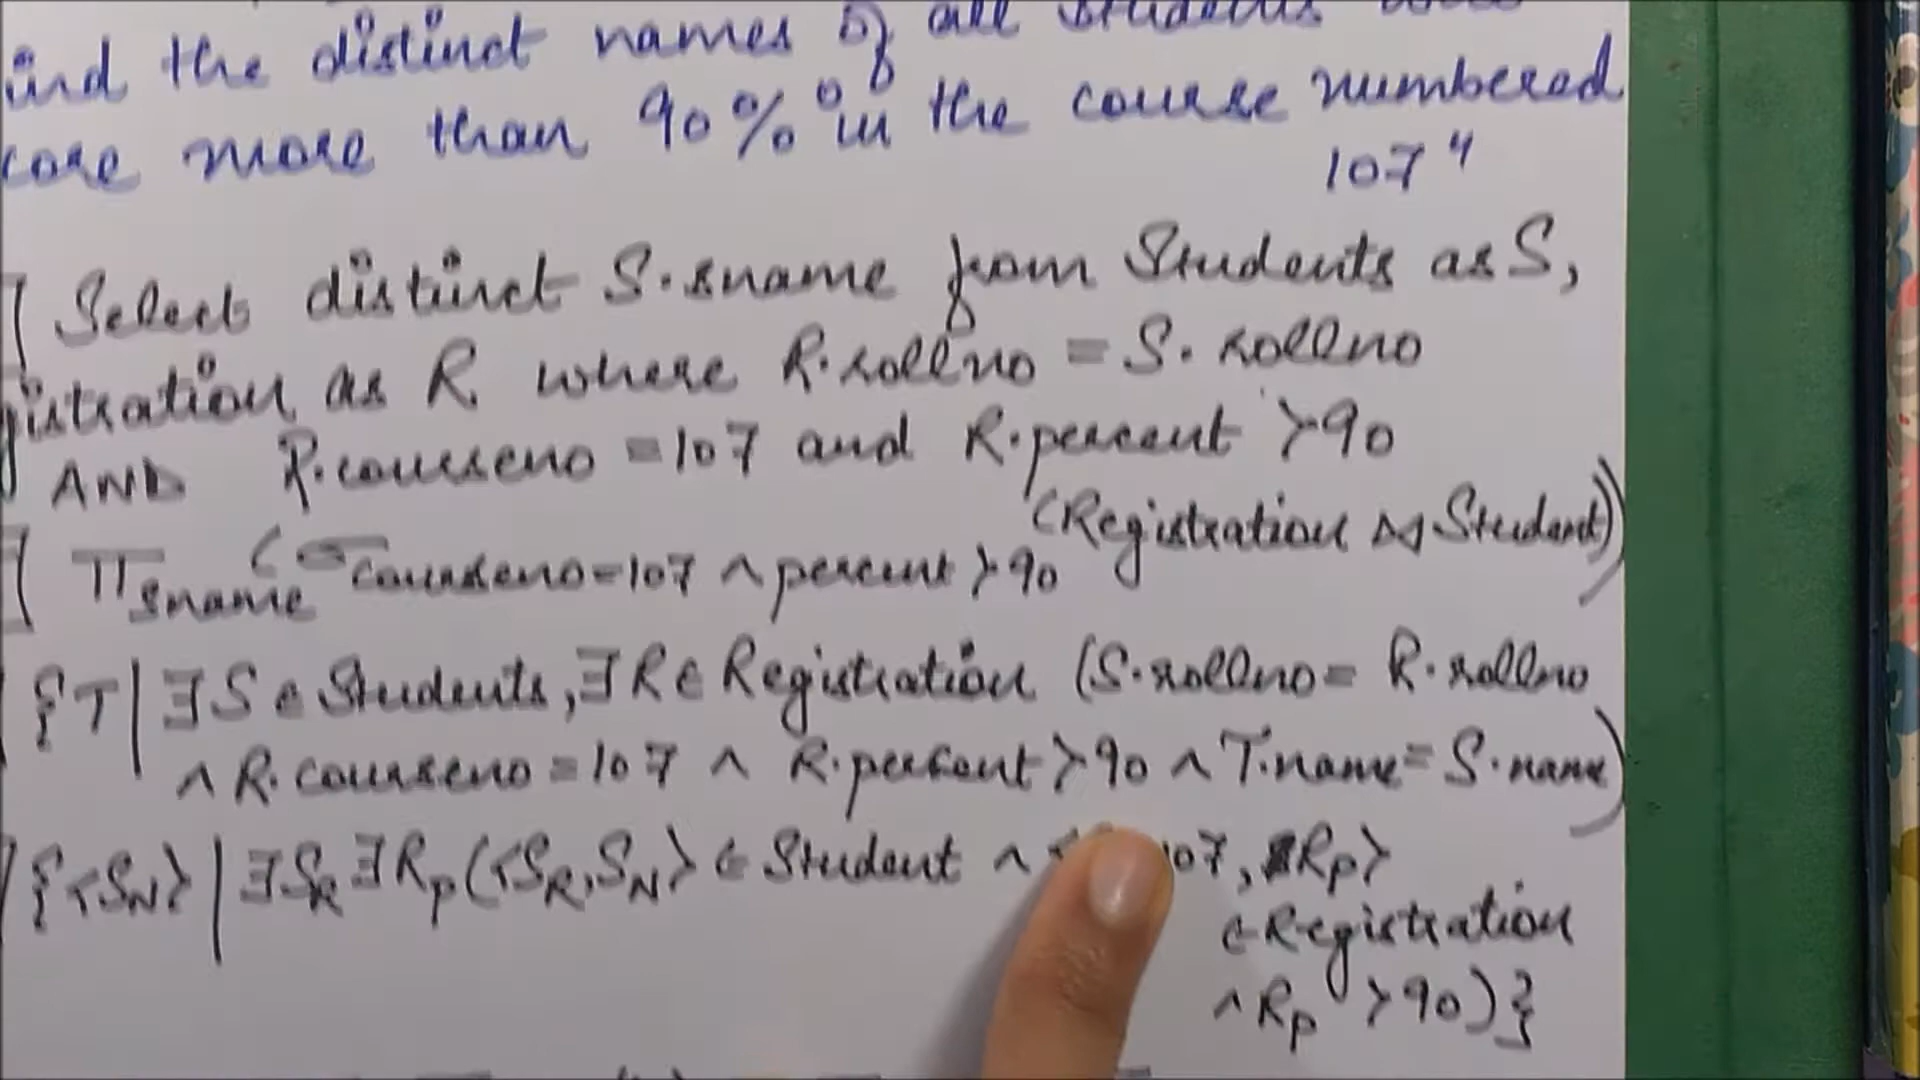 ind the distinct names of all students
core more than 90% in the course numbered
107"
Select distinct S.sname from Students as S,
gistration as R where R.rollno = S.rollno
AND R.courseno = 107 and R.percent > 90
π sname (σ courseno=107 ∧ percent > 90 (Registration ⋈ Student))
{T | ∃S ∈ Students, ∃R ∈ Registration (S.rollno = R.rollno
∧ R.courseno = 107 ∧ R.percent > 90 ∧ T.name = S.name)
{<S_N> | ∃S_R ∃R_P (<S_R, S_N> ∈ Student ∧ < 107, R_P>
∈ Registration
∧ R_P > 90)}